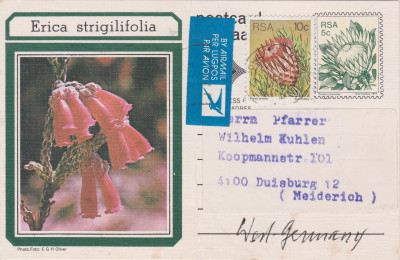 Erica strigilifolia
BY AIRMAIL
PER LUGPOS
PAR AVION
RSA 10c
RSA
5c
Herrn Pfarrer
Wilhelm Kuhlen
Koopmannstr 101
4100 Duisburg 12
( Meiderich )
West-Germany
Photo,Foto: E G H Oliver